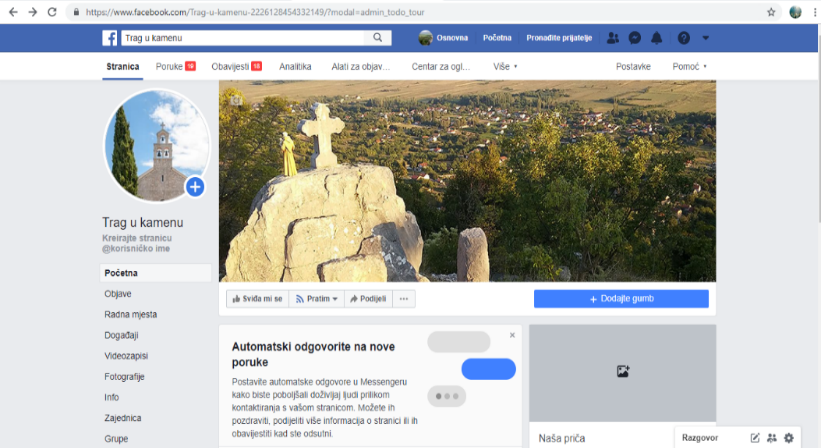 https://www.facebook.com/Trag-u-kamenu-2226128454332149/?modal=admin_todo_tour
Trag u kamenu
Osnovna
Početna
Pronađite prijatelje
Stranica
Poruke 10
Obavijesti 18
Analitika
Alati za objav...
Centar za ogl...
Više
Postavke
Pomoć
Trag u kamenu
Kreirajte stranicu
@korisničko ime
Početna
Objave
Radna mjesta
Događaji
Videozapisi
Fotografije
Info
Zajednica
Grupe
Sviđa mi se
Pratim
Podijeli
...
+ Dodajte gumb
Automatski odgovorite na nove
poruke
Postavite automatske odgovore u Messengeru
kako biste poboljšali doživljaj ljudi prilikom
kontaktiranja s vašom stranicom. Možete ih
pozdraviti, podijeliti više informacija o stranici ili ih
obavijestiti kad ste odsutni.
Naša priča
Razgovor